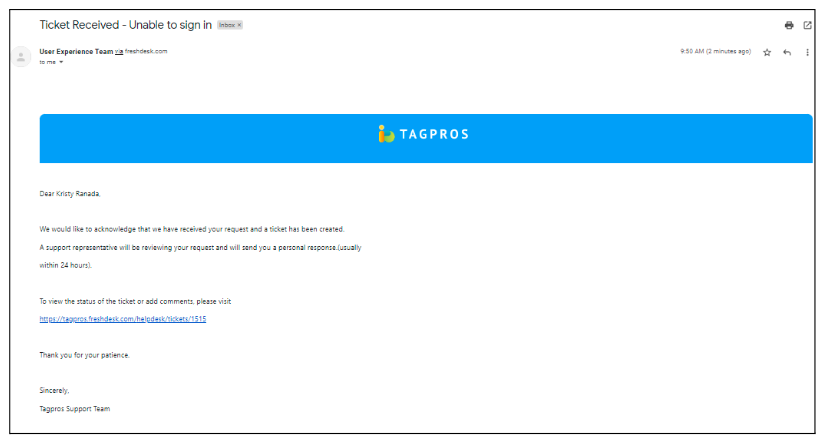 Ticket Received - Unable to sign in Inbox ×
User Experience Team via freshdesk.com 9:50 AM (2 minutes ago)
to me
TAGPROS
Dear Kristy Ranada,
We would like to acknowledge that we have received your request and a ticket has been created.
A support representative will be reviewing your request and will send you a personal response.(usually
within 24 hours).
To view the status of the ticket or add comments, please visit
https://tagpros.freshdesk.com/helpdesk/tickets/1515
Thank you for your patience.
Sincerely,
Tagpros Support Team